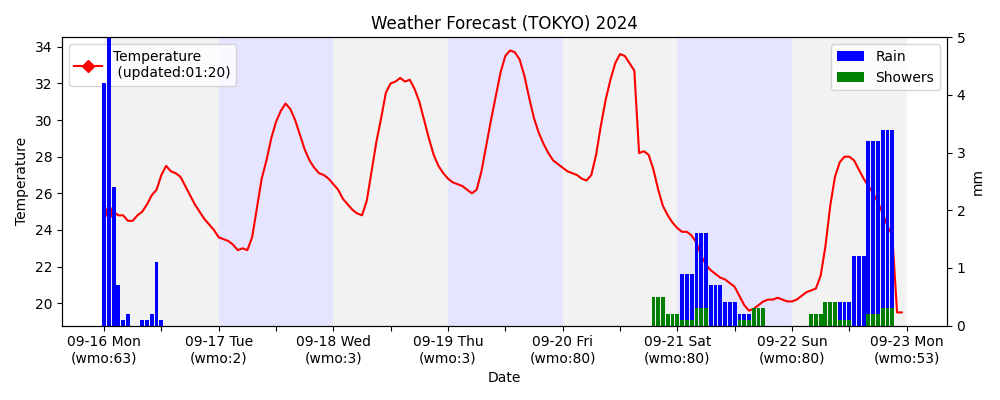 Weather Forecast (TOKYO) 2024
Temperature
(updated:01:20)
Rain
Showers
34
32
30
28
26
24
22
20
Temperature
5
4
3
2
1
0
mm
09-16 Mon
(wmo:63)
09-17 Tue
(wmo:2)
09-18 Wed
(wmo:3)
09-19 Thu
(wmo:3)
09-20 Fri
(wmo:80)
09-21 Sat
(wmo:80)
09-22 Sun
(wmo:80)
09-23 Mon
(wmo:53)
Date